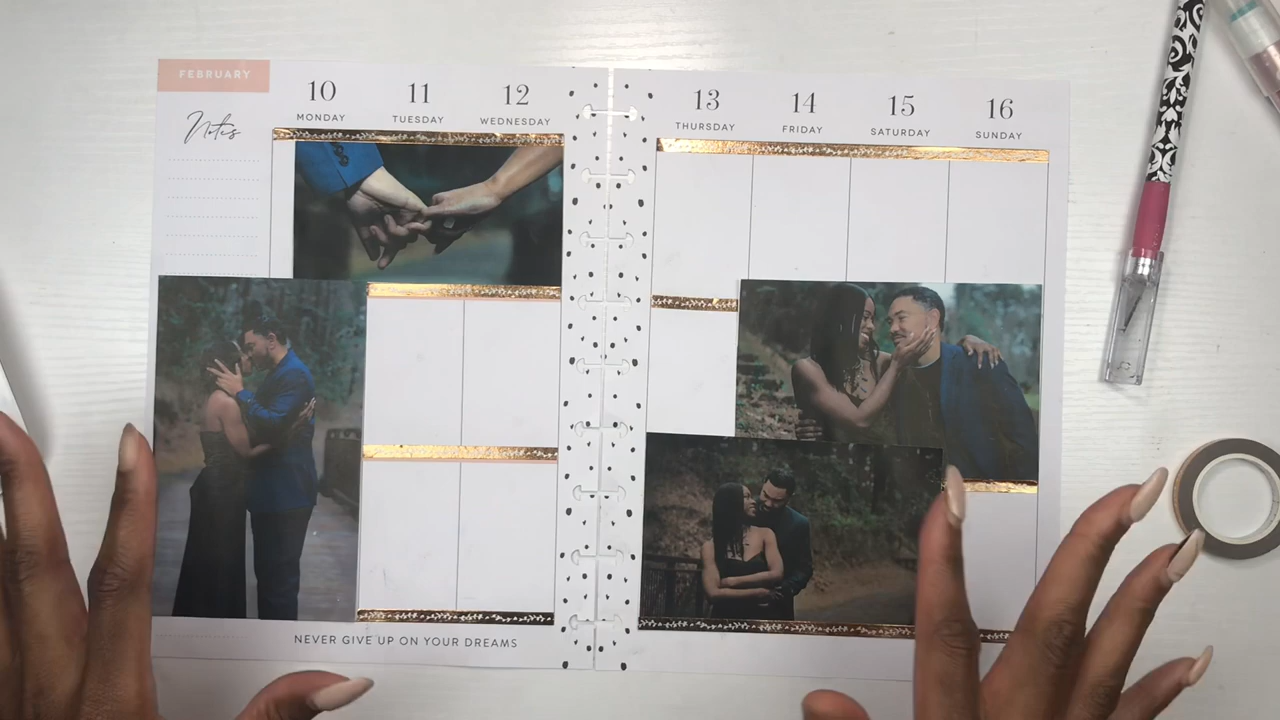 FEBRUARY
Notes
10
MONDAY
11
TUESDAY
12
WEDNESDAY
13
THURSDAY
14
FRIDAY
15
SATURDAY
16
SUNDAY
NEVER GIVE UP ON YOUR DREAMS